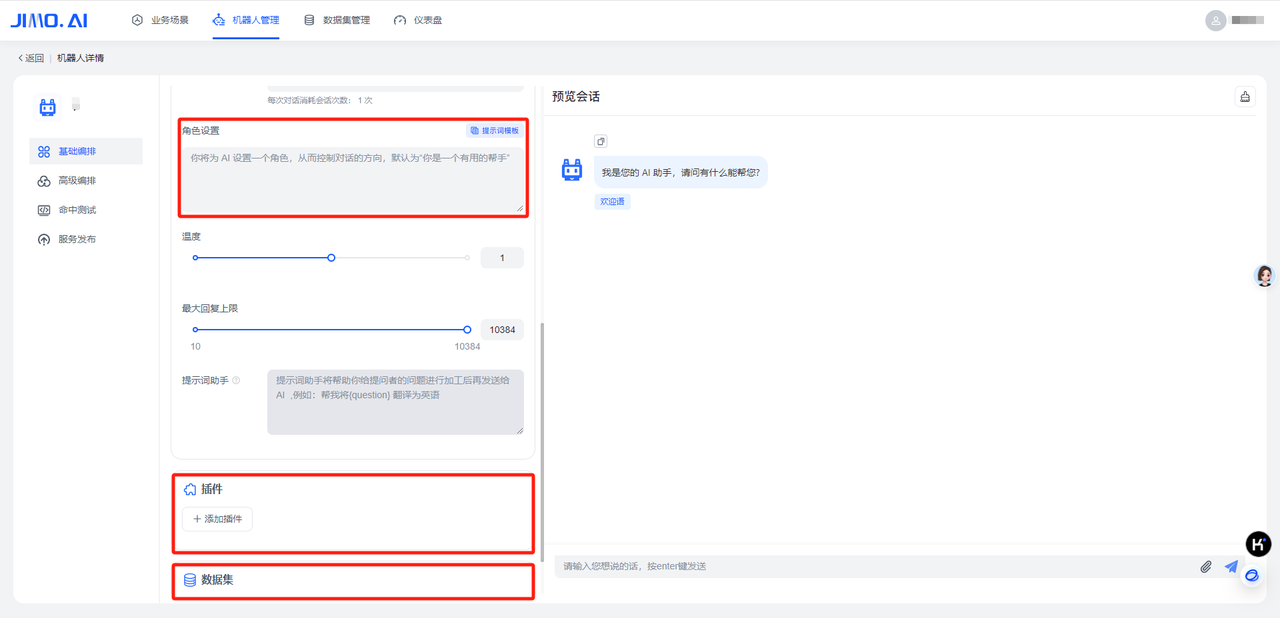 JIMO.AI
业务场景
机器人管理
数据集管理
仪表盘
返回
机器人详情
基础编排
高级编排
命中测试
服务发布
每次对话消耗会话次数： 1 次
角色设置
提示词模板
你将为 AI 设置一个角色，从而控制对话的方向，默认为“你是一个有用的帮手”
温度
1
最大回复上限
10384
10
10384
提示词助手
提示词助手将帮助你给提问者的问题进行加工后再发送给
AI ,例如：帮我将{question} 翻译为英语
插件
+ 添加插件
数据集
预览会话
我是您的 AI 助手，请问有什么能帮您?
欢迎语
请输入您想说的话，按enter键发送